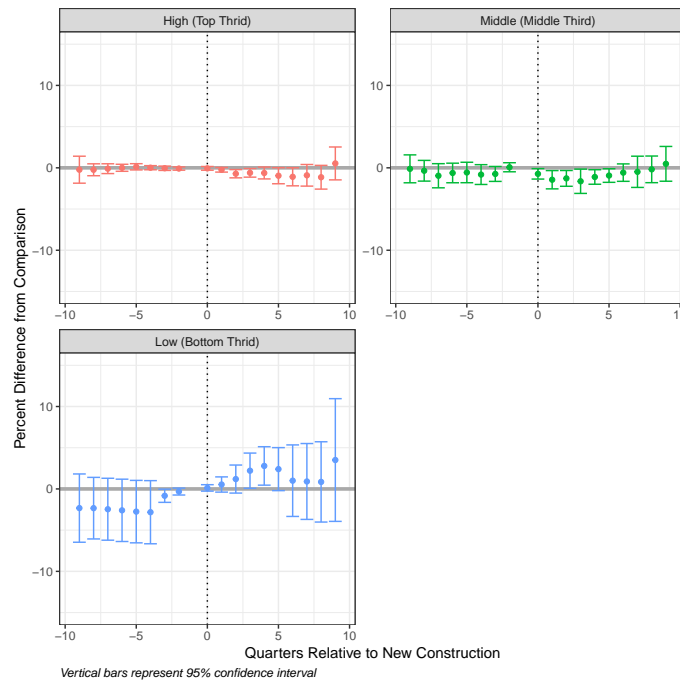 High (Top Thrid)
Middle (Middle Third)
10
0
−10
−10 −5 0 5 10
10
0
−10
−10 −5 0 5 1
Low (Bottom Thrid)
10
0
−10
−10 −5 0 5 10
Percent Difference from Comparison
Quarters Relative to New Construction
Vertical bars represent 95% confidence interval